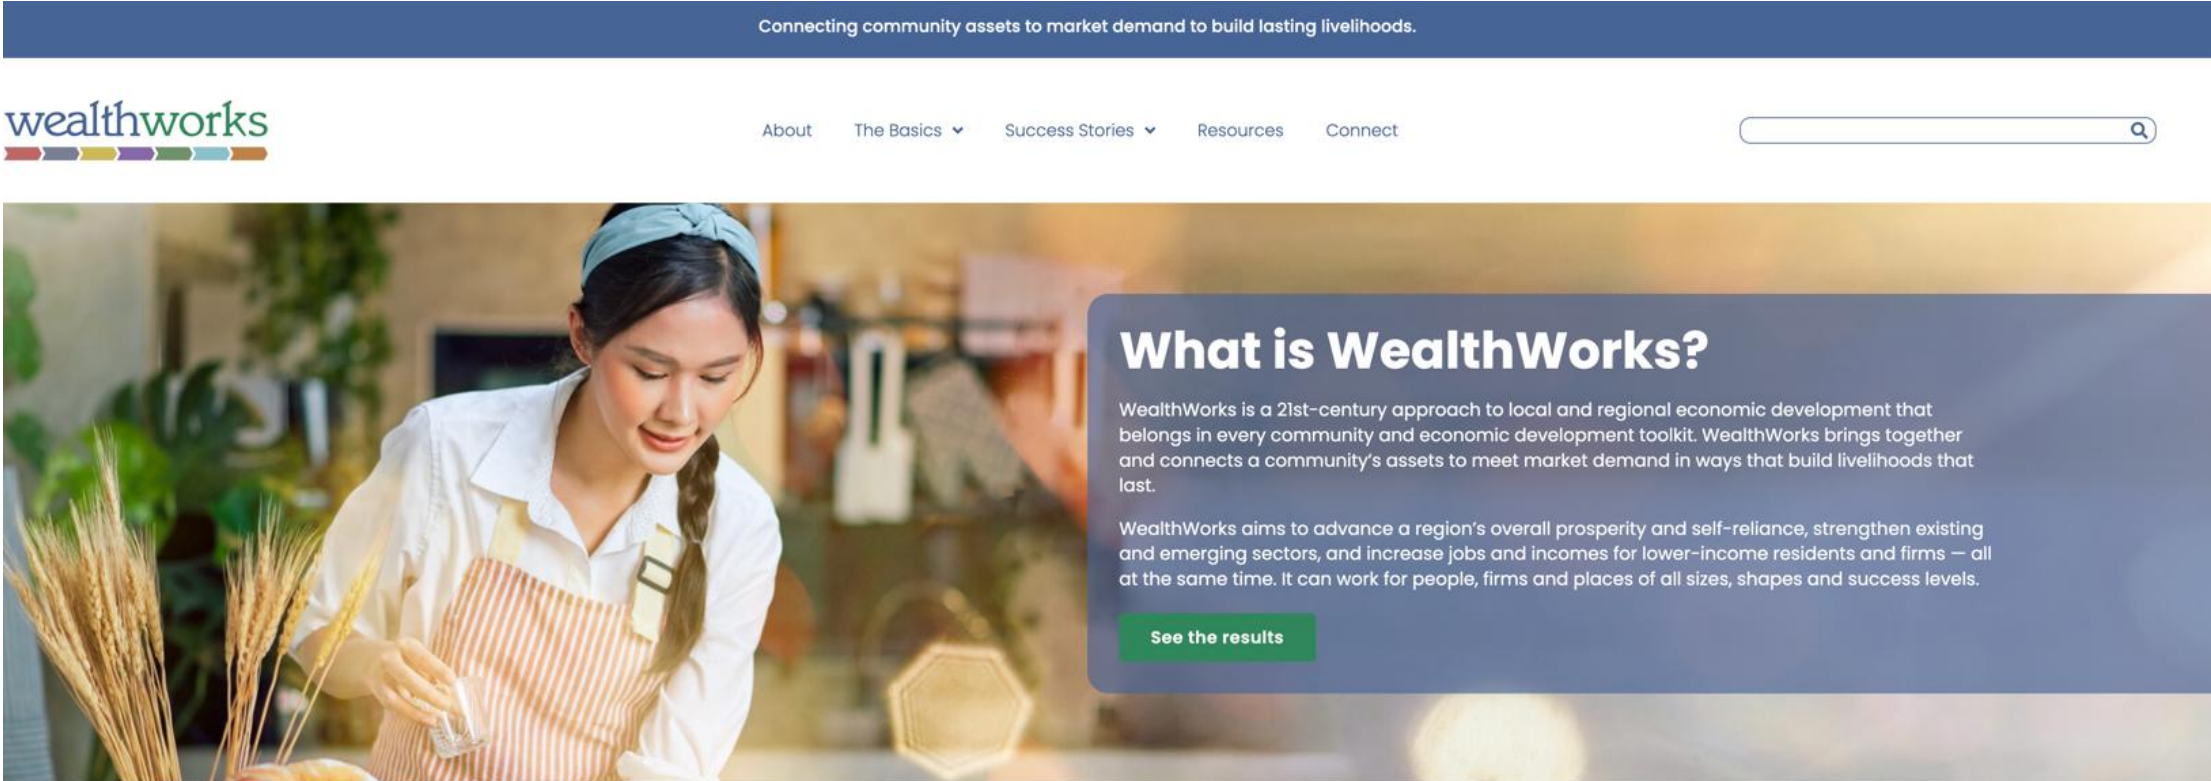 Connecting community assets to market demand to build lasting livelihoods.
wealthworks
About The Basics Success Stories Resources Connect
What is WealthWorks?
WealthWorks is a 21st-century approach to local and regional economic development that
belongs in every community and economic development toolkit. WealthWorks brings together
and connects a community's assets to meet market demand in ways that build livelihoods that
last.
WealthWorks aims to advance a region's overall prosperity and self-reliance, strengthen existing
and emerging sectors, and increase jobs and incomes for lower-income residents and firms — all
at the same time. It can work for people, firms and places of all sizes, shapes and success levels.
See the results